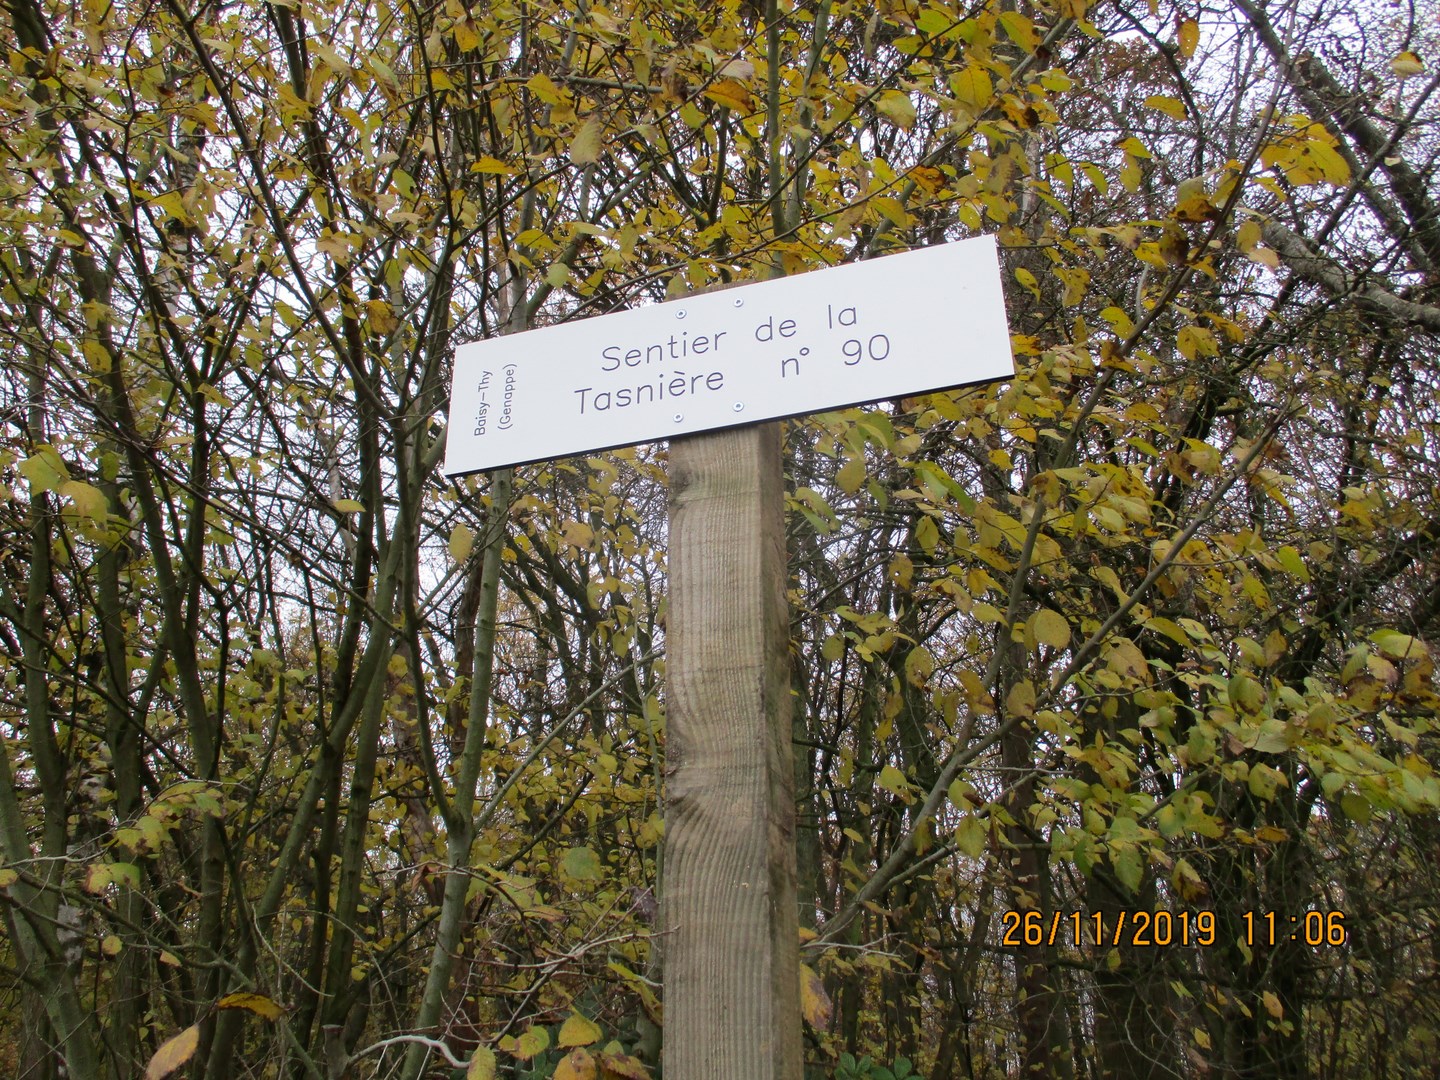 Baisy-Thy
(Genappe)
Sentier de la
Tasnière n° 90
26/11/2019 11:06